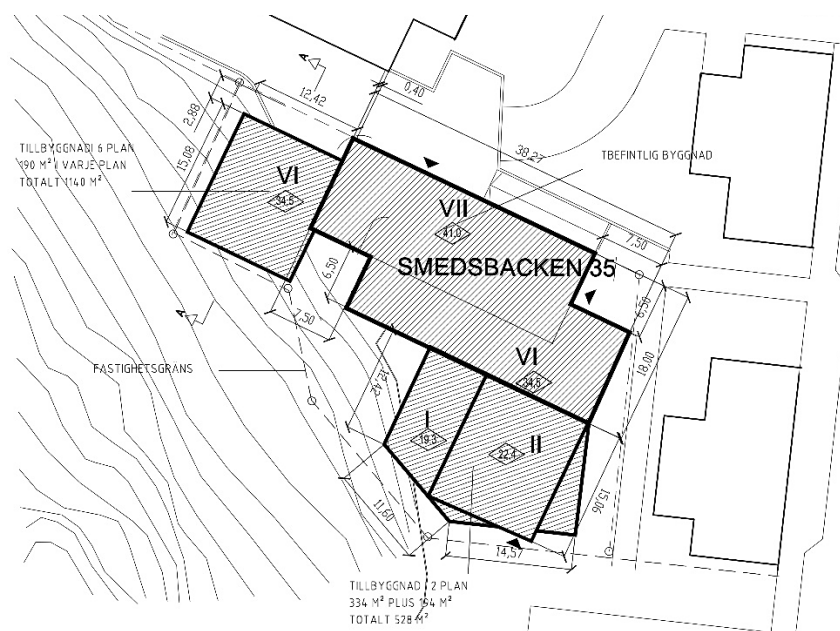 A
0,40
12,42
2,88
38,27
TILLBYGGNAD I 6 PLAN
190 M² I VARJE PLAN
TOTALT 1140 M²
15,08
TBEFINTLIG BYGGNAD
VI
34,5
VII
41,0
7,50
SMEDSBACKEN 35
6,50
6,50
7,50
A
18,00
VI
34,5
FASTIGHETSGRÄNS
12,42
I
19,3
II
22,4
15,06
11,60
14,57
TILLBYGGNAD I 2 PLAN
334 M² PLUS 194 M²
TOTALT 528 M²